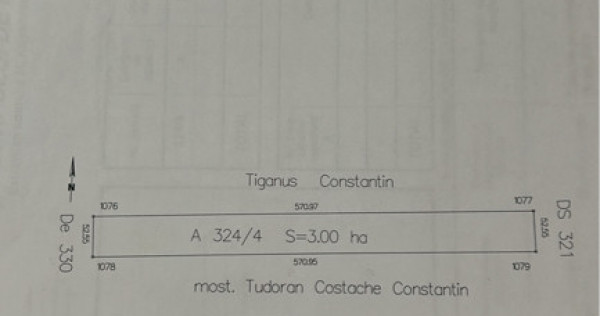 Tiganus Constantin
N
1076
570.97
1077
De 330
52.55
A 324/4 S=3.00 ha
52.55
DS 321
1078
570.95
1079
most. Tudoran Costache Constantin